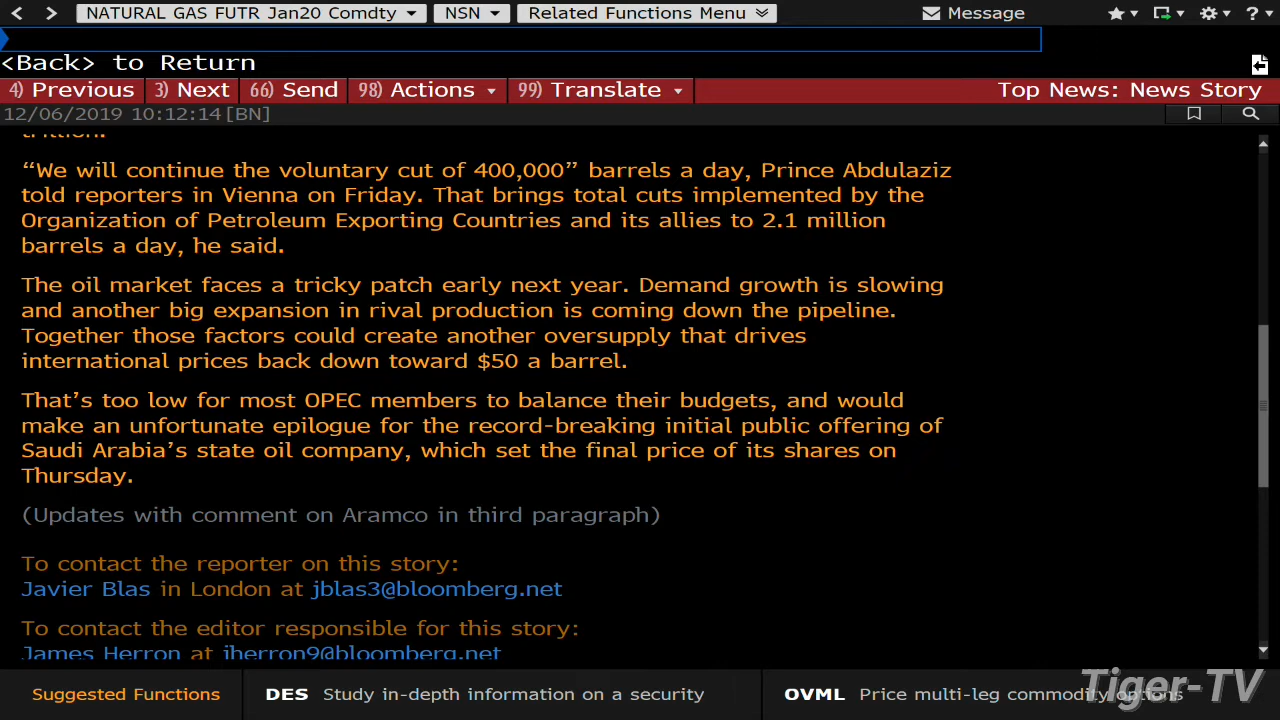 NATURAL GAS FUTR Jan20 Comdty NSN Related Functions Menu Message ?
<Back> to Return
4) Previous 3) Next 66) Send 98) Actions 99) Translate Top News: News Story
12/06/2019 10:12:14[BN]
trillion.
“We will continue the voluntary cut of 400,000” barrels a day, Prince Abdulaziz
told reporters in Vienna on Friday. That brings total cuts implemented by the
Organization of Petroleum Exporting Countries and its allies to 2.1 million
barrels a day, he said.
The oil market faces a tricky patch early next year. Demand growth is slowing
and another big expansion in rival production is coming down the pipeline.
Together those factors could create another oversupply that drives
international prices back down toward $50 a barrel.
That’s too low for most OPEC members to balance their budgets, and would
make an unfortunate epilogue for the record-breaking initial public offering of
Saudi Arabia’s state oil company, which set the final price of its shares on
Thursday.
(Updates with comment on Aramco in third paragraph)
To contact the reporter on this story:
Javier Blas in London at jblas3@bloomberg.net
To contact the editor responsible for this story:
James Herron at jherron9@bloomberg.net
Suggested Functions DES Study in-depth information on a security OVML Price multi-leg commodity options
Tiger-TV